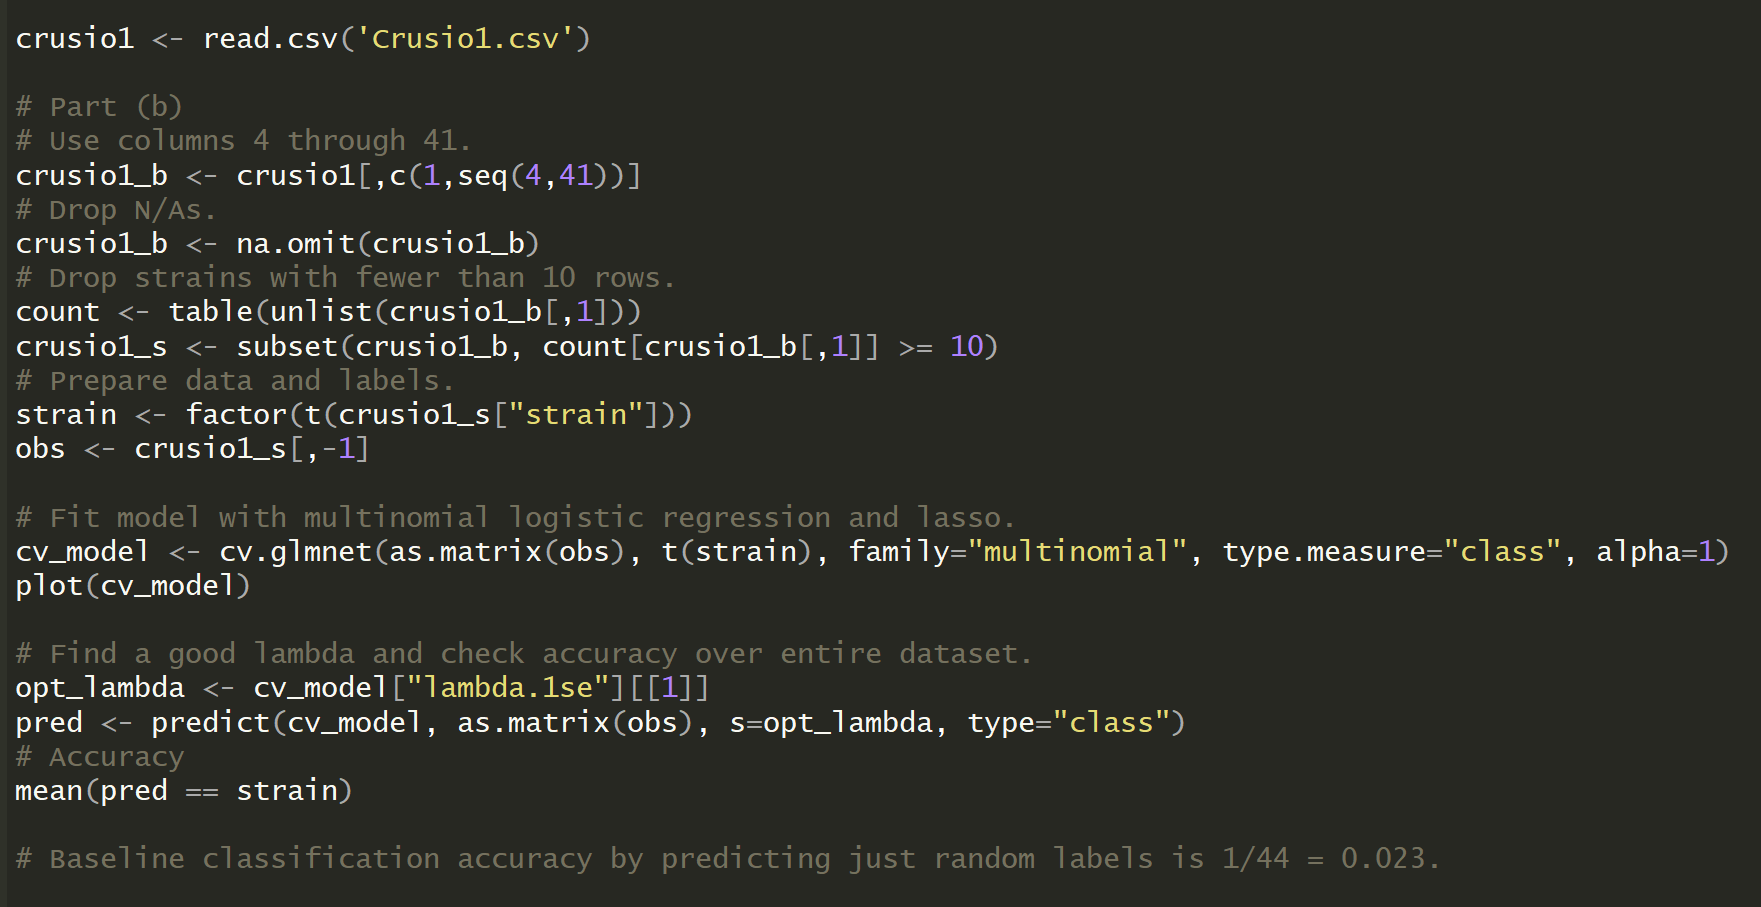 crusio1 <- read.csv('Crusio1.csv')
# Part (b)
# Use columns 4 through 41.
crusio1_b <- crusio1[,c(1,seq(4,41))]
# Drop N/As.
crusio1_b <- na.omit(crusio1_b)
# Drop strains with fewer than 10 rows.
count <- table(unlist(crusio1_b[,1]))
crusio1_s <- subset(crusio1_b, count[crusio1_b[,1]] >= 10)
# Prepare data and labels.
strain <- factor(t(crusio1_s["strain"]))
obs <- crusio1_s[,-1]
# Fit model with multinomial logistic regression and lasso.
cv_model <- cv.glmnet(as.matrix(obs), t(strain), family="multinomial", type.measure="class", alpha=1)
plot(cv_model)
# Find a good lambda and check accuracy over entire dataset.
opt_lambda <- cv_model["lambda.1se"][[1]]
pred <- predict(cv_model, as.matrix(obs), s=opt_lambda, type="class")
# Accuracy
mean(pred == strain)
# Baseline classification accuracy by predicting just random labels is 1/44 = 0.023.